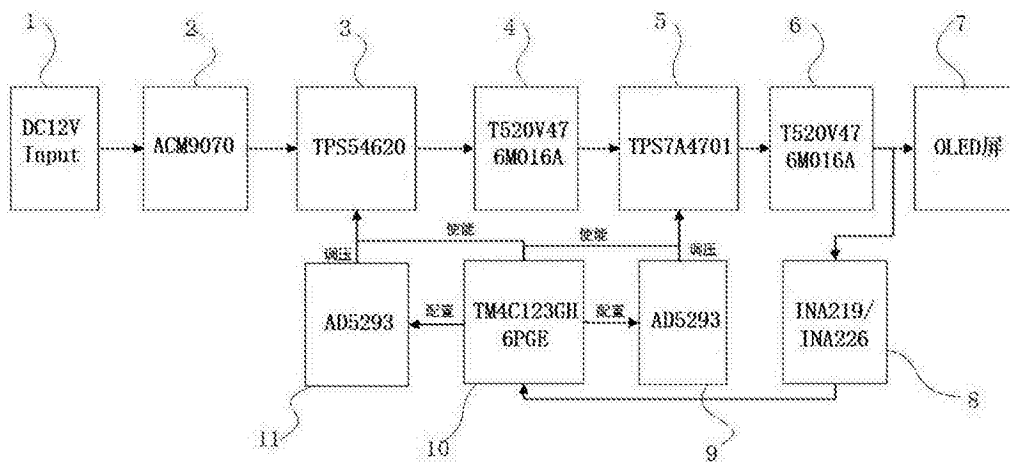 1
2
3
4
5
6
7
DC12V
Input
ACM9070
TPS54620
T520V47
6M016A
TPS7A4701
T520V47
6M016A
OLED屏
使能
使能
调压
调压
AD5293
配置
TM4C123GH
6PGE
配置
AD5293
INA219/
INA226
8
11
10
9